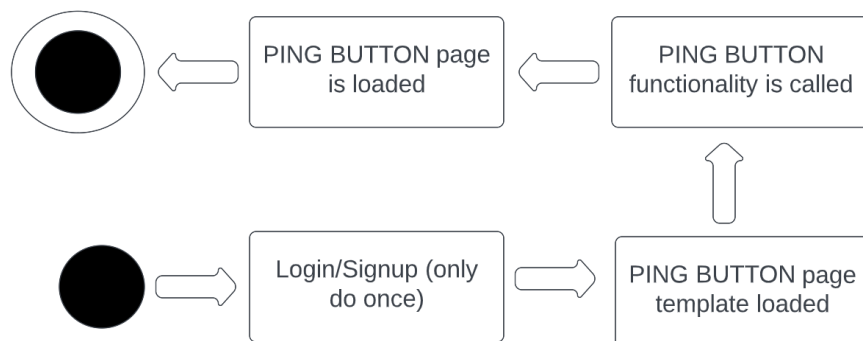 PING BUTTON page
is loaded
PING BUTTON
functionality is called
Login/Signup (only
do once)
PING BUTTON page
template loaded